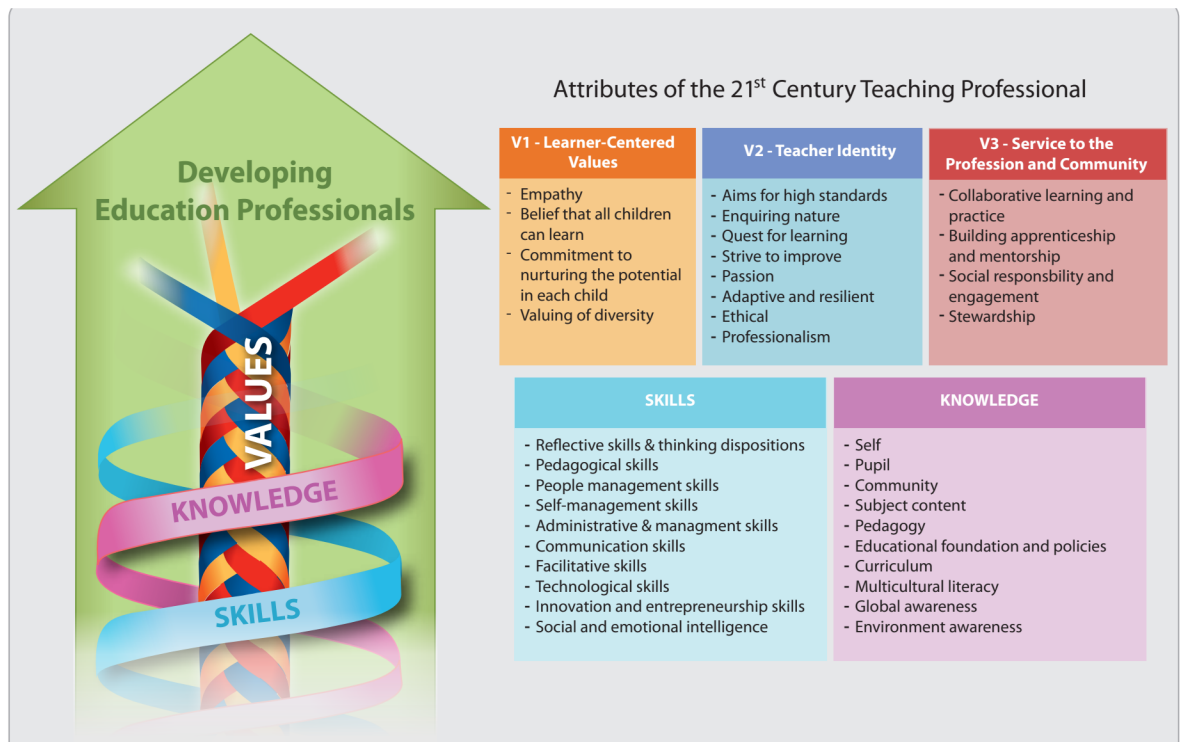 Developing
Education Professionals
VALUES
KNOWLEDGE
SKILLS
Attributes of the 21st Century Teaching Professional
V1 - Learner-Centered
Values
- Empathy
- Belief that all children
can learn
- Commitment to
nurturing the potential
in each child
- Valuing of diversity
V2 - Teacher Identity
- Aims for high standards
- Enquiring nature
- Quest for learning
- Strive to improve
- Passion
- Adaptive and resilient
- Ethical
- Professionalism
V3 - Service to the
Profession and Community
- Collaborative learning and
practice
- Building apprenticeship
and mentorship
- Social responsbility and
engagement
- Stewardship
SKILLS
- Reflective skills & thinking dispositions
- Pedagogical skills
- People management skills
- Self-management skills
- Administrative & managment skills
- Communication skills
- Facilitative skills
- Technological skills
- Innovation and entrepreneurship skills
- Social and emotional intelligence
KNOWLEDGE
- Self
- Pupil
- Community
- Subject content
- Pedagogy
- Educational foundation and policies
- Curriculum
- Multicultural literacy
- Global awareness
- Environment awareness